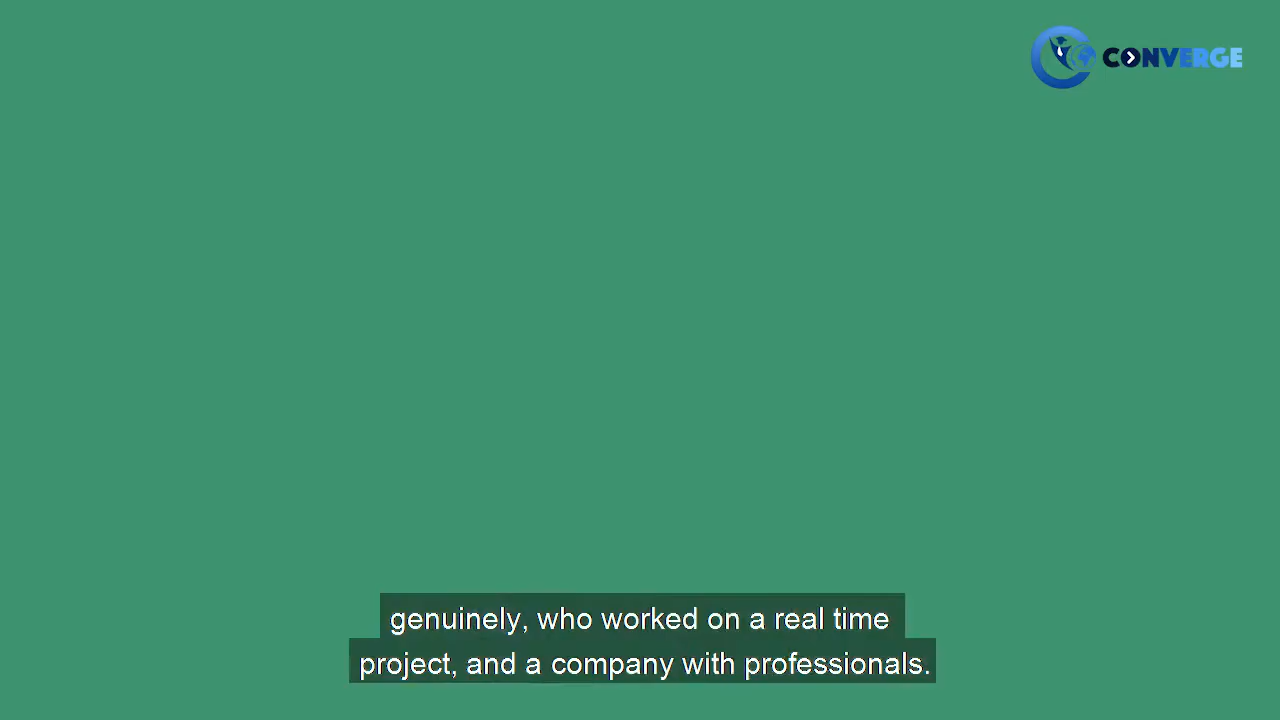 CONVERGE
genuinely, who worked on a real time
project, and a company with professionals.